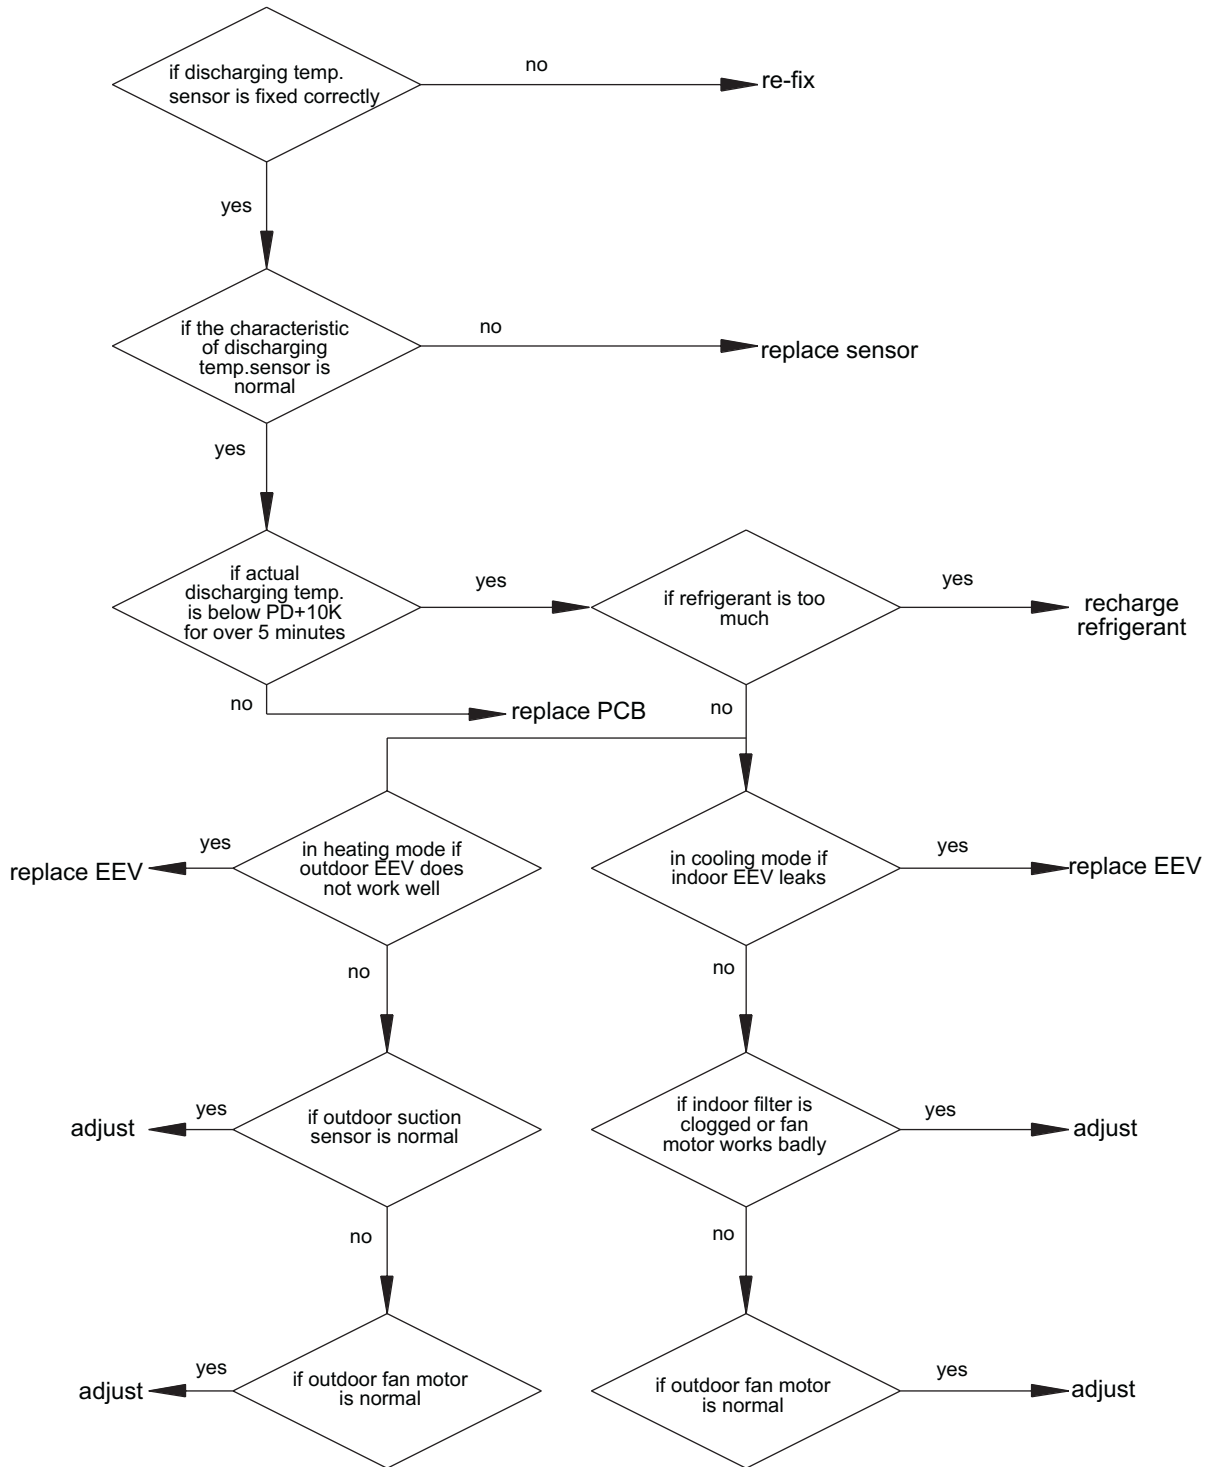 if discharging temp.
sensor is fixed correctly
no
re-fix
yes
if the characteristic
of discharging
temp.sensor is
normal
no
replace sensor
yes
if actual
discharging temp.
is below PD+10K
for over 5 minutes
yes
if refrigerant is too
much
yes
recharge
refrigerant
no
replace PCB
no
replace EEV
yes
in heating mode if
outdoor EEV does
not work well
in cooling mode if
indoor EEV leaks
yes
replace EEV
no
no
adjust
yes
if outdoor suction
sensor is normal
if indoor filter is
clogged or fan
motor works badly
yes
adjust
no
no
adjust
yes
if outdoor fan motor
is normal
if outdoor fan motor
is normal
yes
adjust